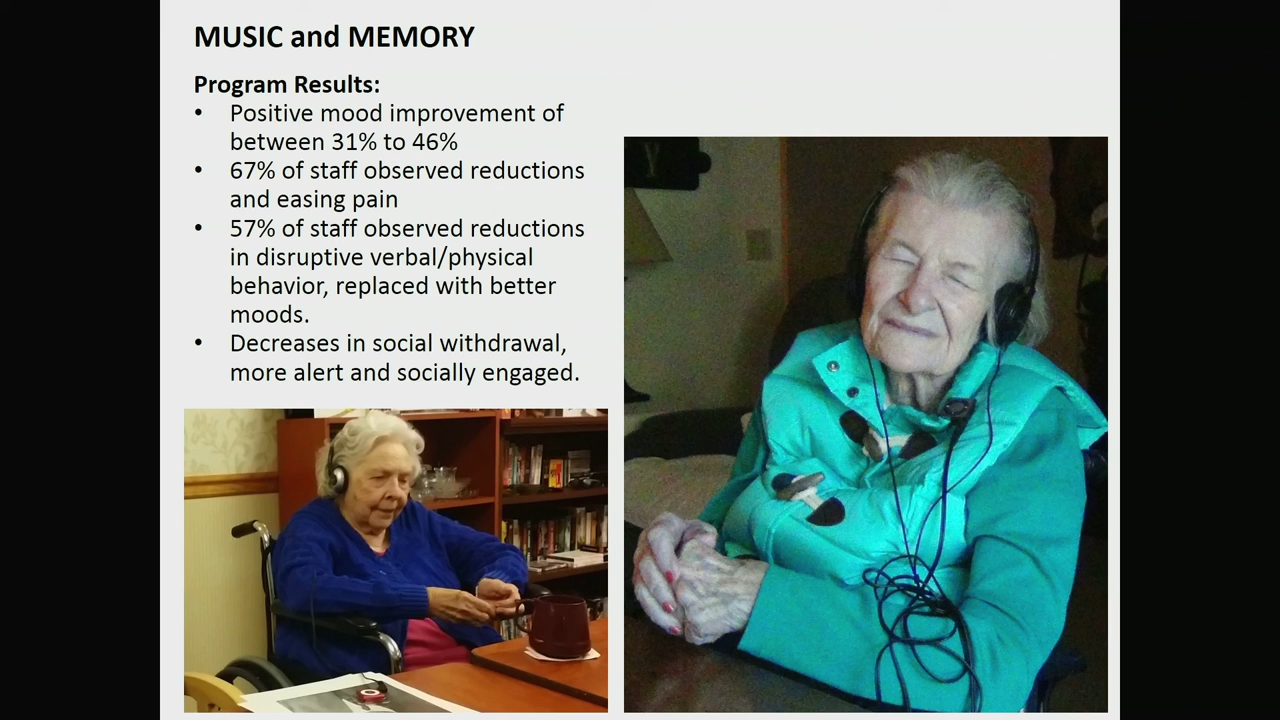 MUSIC and MEMORY
Program Results:
• Positive mood improvement of
between 31% to 46%
• 67% of staff observed reductions
and easing pain
• 57% of staff observed reductions
in disruptive verbal/physical
behavior, replaced with better
moods.
• Decreases in social withdrawal,
more alert and socially engaged.